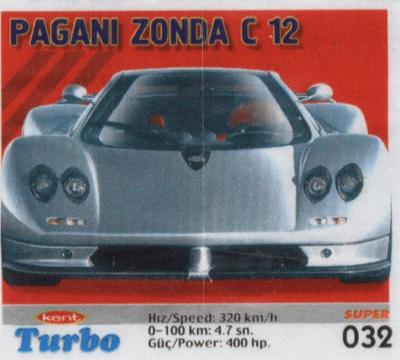 PAGANI ZONDA C 12
kent
Turbo
Hız/Speed: 320 km/h
0-100 km: 4.7 sn.
Güç/Power: 400 hp.
SUPER
032